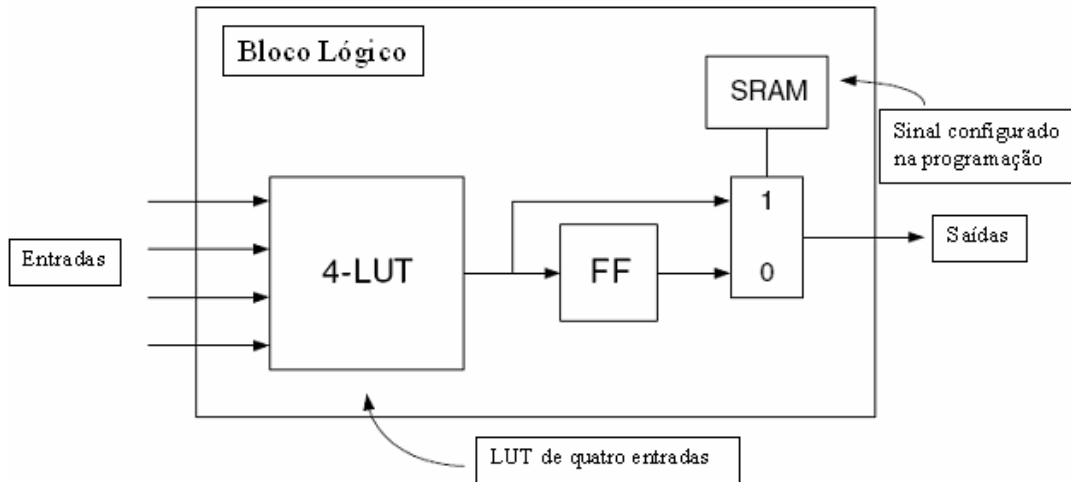 Bloco Lógico
SRAM
Sinal configurado
na programação
1
Entradas
4-LUT
FF
0
Saídas
LUT de quatro entradas